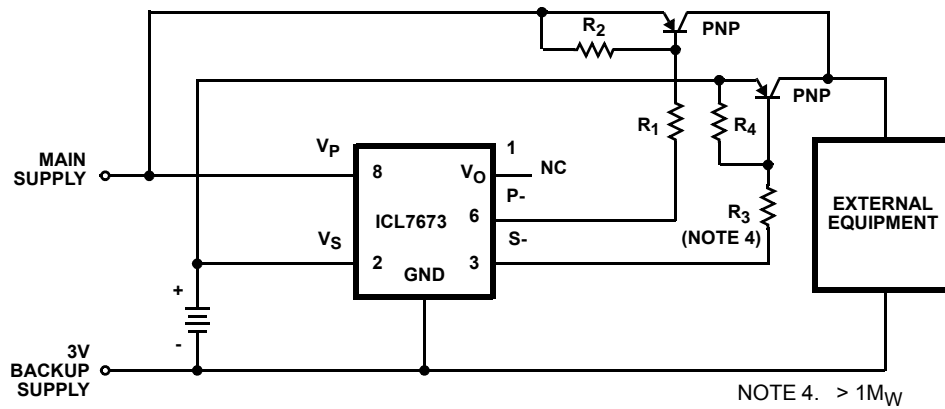 R2
PNP
PNP
R1
R4
MAIN
SUPPLY
VP
8
1
VO
NC
P-
ICL7673
6
S-
R3
(NOTE 4)
EXTERNAL
EQUIPMENT
VS
2
GND
3
+
-
3V
BACKUP
SUPPLY
NOTE 4. > 1MW